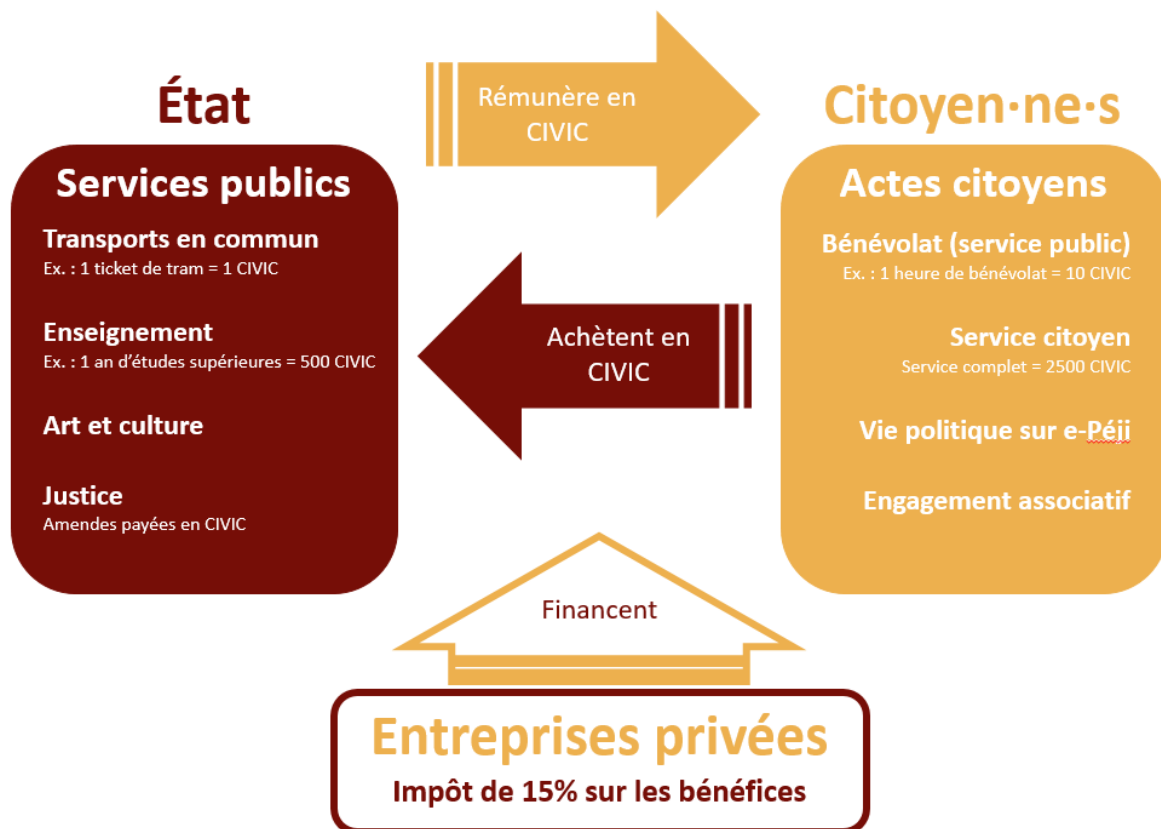 État
Services publics
Transports en commun
Ex. : 1 ticket de tram = 1 CIVIC
Enseignement
Ex. : 1 an d’études supérieures = 500 CIVIC
Art et culture
Justice
Amendes payées en CIVIC
Rémunère en
CIVIC
Achètent en
CIVIC
Citoyen·ne·s
Actes citoyens
Bénévolat (service public)
Ex. : 1 heure de bénévolat = 10 CIVIC
Service citoyen
Service complet = 2500 CIVIC
Vie politique sur e-Péji
Engagement associatif
Financent
Entreprises privées
Impôt de 15% sur les bénéfices